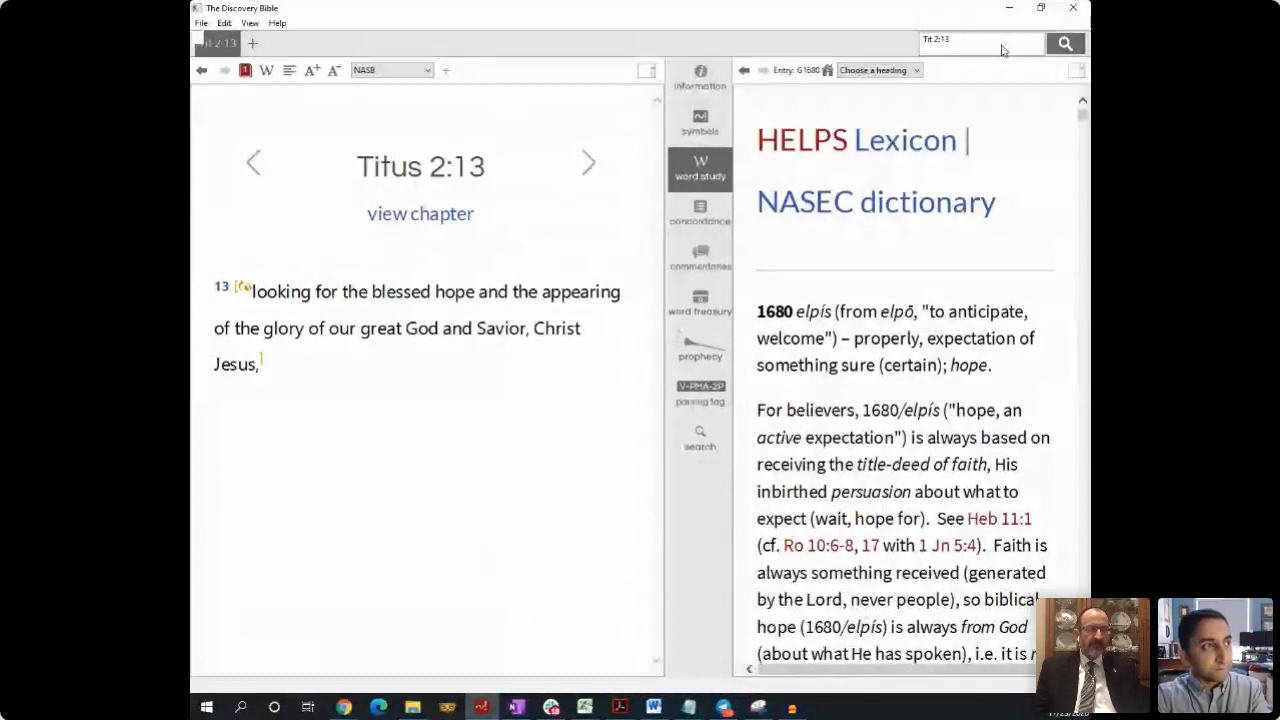 The Discovery Bible
File Edit View Help
Tit 2:13
W A+ A- NASB +
Entry: G1680 Choose a heading
information
symbols
W
word study
concordance
commentaries
word treasury
prophecy
V-PMA-2P
parsing tag
search
Titus 2:13
view chapter
13 looking for the blessed hope and the appearing
of the glory of our great God and Savior, Christ
Jesus,
HELPS Lexicon |
NASEC dictionary
1680 elpís (from elpō, "to anticipate,
welcome") – properly, expectation of
something sure (certain); hope.
For believers, 1680/elpís ("hope, an
active expectation") is always based on
receiving the title-deed of faith, His
inbirthed persuasion about what to
expect (wait, hope for). See Heb 11:1
(cf. Ro 10:6-8, 17 with 1 Jn 5:4). Faith is
always something received (generated
by the Lord, never people), so biblical
hope (1680/elpís) is always from God
(about what He has spoken), i.e. it is